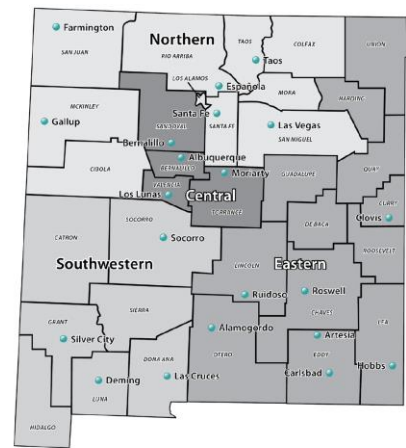 Farmington
Northern
TAOS
COLFAX
UNION
SAN JUAN
RIO ARRIBA
Taos
LOS ALAMOS
Española
MORA
HARDING
MCKINLEY
SANDOVAL
Santa Fe
SANTA FE
Gallup
Las Vegas
SAN MIGUEL
Bernalillo
Albuquerque
BERNALILLO
QUAY
CIBOLA
Moriarty
GUADALUPE
VALENCIA
Los Lunas
Central
CURRY
TORRANCE
Clovis
SOCORRO
DE BACA
CATRON
Socorro
ROOSEVELT
LINCOLN
Southwestern
Eastern
Roswell
SIERRA
Ruidoso
CHAVES
LEA
GRANT
Alamogordo
Silver City
Artesia
DONA ANA
OTERO
EDDY
Hobbs
Deming
Las Cruces
Carlsbad
LUNA
HIDALGO